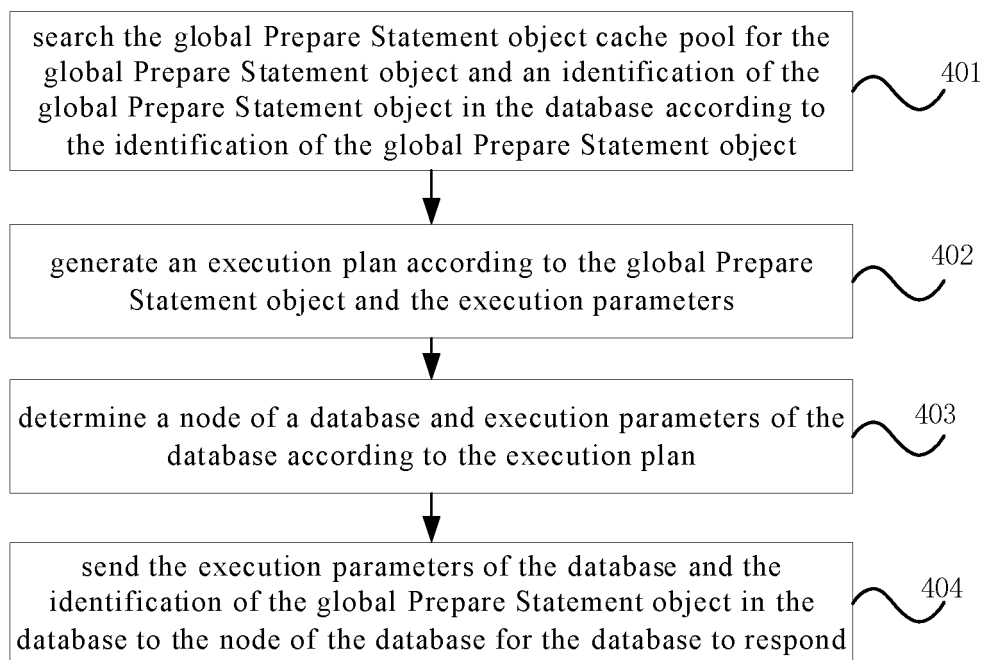 search the global Prepare Statement object cache pool for the
global Prepare Statement object and an identification of the
global Prepare Statement object in the database according to
the identification of the global Prepare Statement object
401
generate an execution plan according to the global Prepare
Statement object and the execution parameters
402
determine a node of a database and execution parameters of the
database according to the execution plan
403
send the execution parameters of the database and the
identification of the global Prepare Statement object in the
database to the node of the database for the database to respond
404